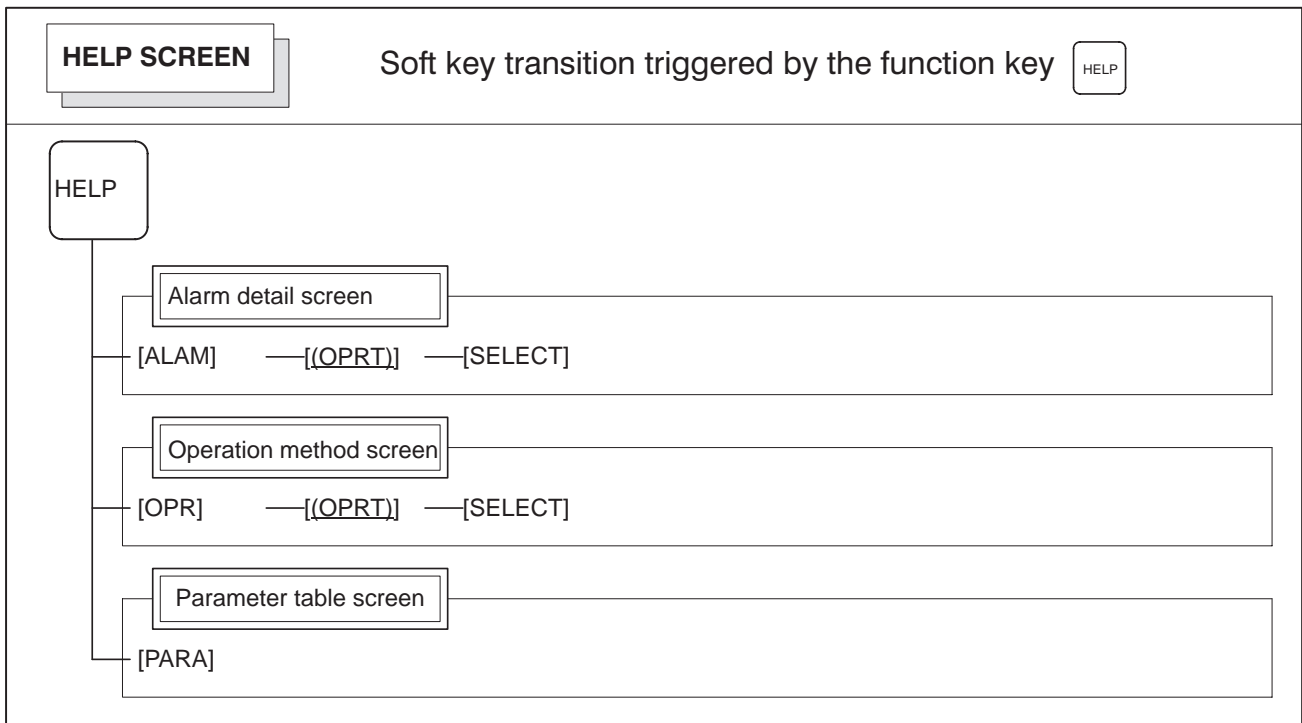 HELP SCREEN
Soft key transition triggered by the function key HELP
HELP
Alarm detail screen
[ALAM] [(OPRT)] [SELECT]
Operation method screen
[OPR] [(OPRT)] [SELECT]
Parameter table screen
[PARA]